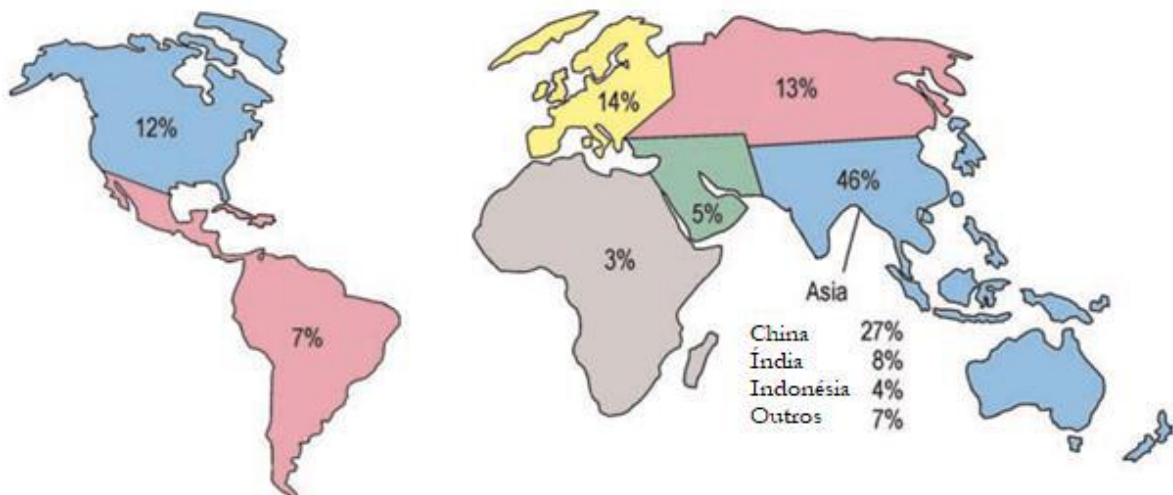 12%
14%
13%
46%
5%
3%
7%
Asia
China 27%
Índia 8%
Indonésia 4%
Outros 7%